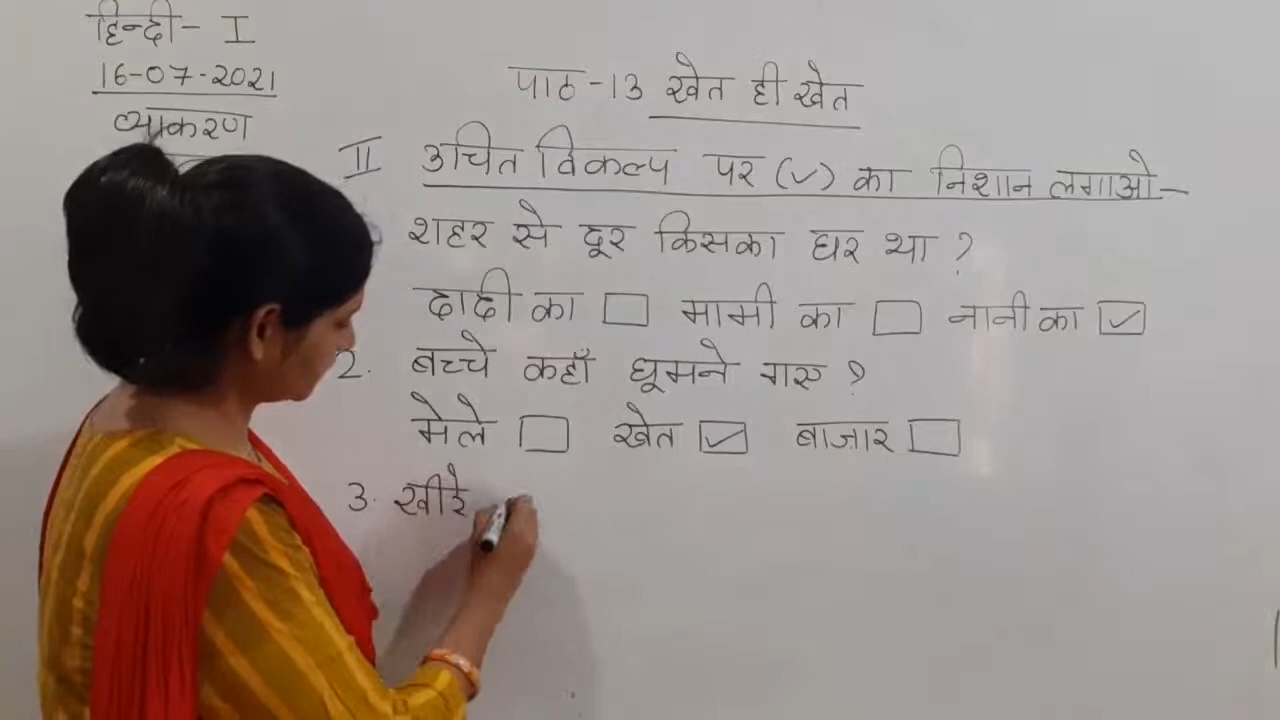 हिन्दी- I
16-07-2021
व्याकरण
पाठ-13 खेत ही खेत
II उचित विकल्प पर (✓) का निशान लगाओ-
शहर से दूर किसका घर था?
दादी का ☐ मामी का ☐ नानी का ☑
2. बच्चे कहाँ घूमने गए?
मेले ☐ खेत ☑ बाज़ार ☐
3. खीरे